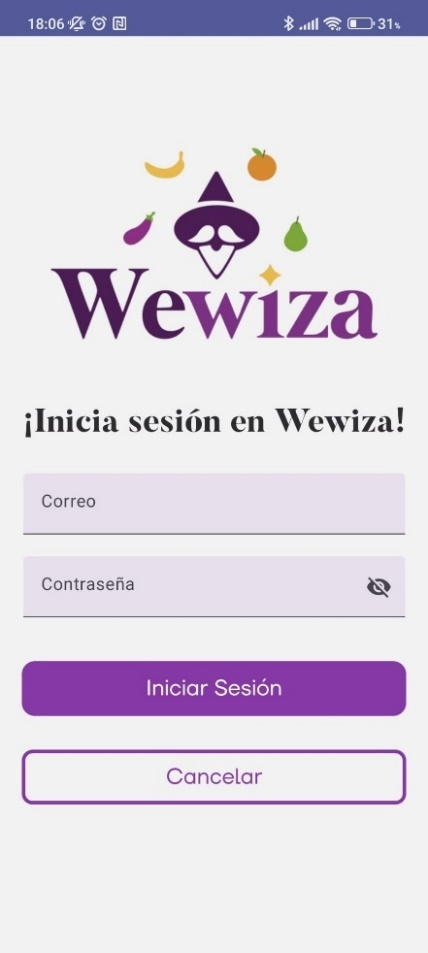 18:06
31%
Wewiza
¡Inicia sesión en Wewiza!
Correo
Contraseña
Iniciar Sesión
Cancelar